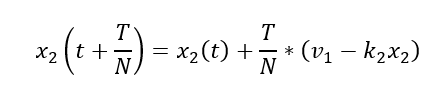 x₂(t + T/N) = x₂(t) + T/N * (v₁ − k₂x₂)